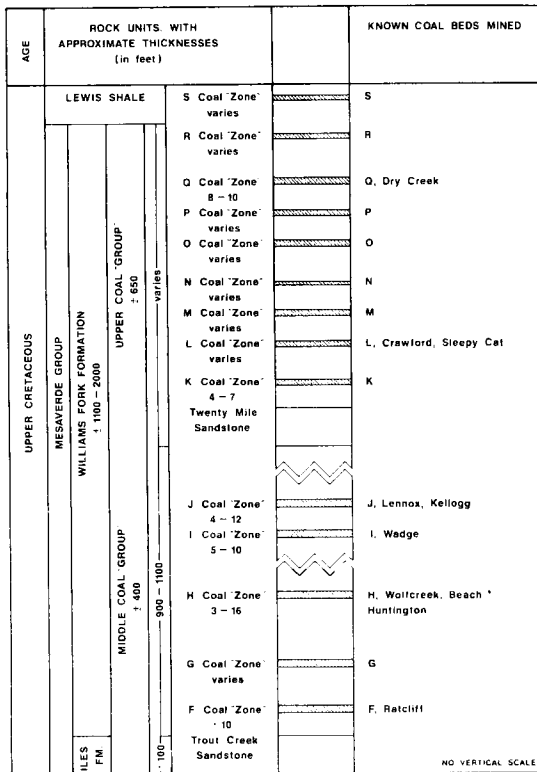 AGE
ROCK UNITS WITH
APPROXIMATE THICKNESSES
(in feet)
KNOWN COAL BEDS MINED
UPPER CRETACEOUS
MESAVERDE GROUP
WILLIAMS FORK FORMATION
± 1100 – 2000
LEWIS SHALE
UPPER COAL "GROUP"
± 650
varies
MIDDLE COAL "GROUP"
± 400
900 – 1100
ILES
FM.
100
S Coal "Zone"
varies
S
R Coal "Zone"
varies
R
Q Coal "Zone"
8 – 10
Q, Dry Creek
P Coal "Zone"
varies
P
O Coal "Zone"
varies
O
N Coal "Zone"
varies
N
M Coal "Zone"
varies
M
L Coal "Zone"
varies
L, Crawford, Sleepy Cat
K Coal "Zone"
4 – 7
K
Twenty Mile
Sandstone
J Coal "Zone"
4 – 12
J, Lennox, Kellogg
I Coal "Zone"
5 – 10
I, Wadge
H Coal "Zone"
3 – 16
H, Wolfcreek, Beach
Huntington
G Coal "Zone"
varies
G
F Coal "Zone"
10
F, Ratcliff
Trout Creek
Sandstone
NO VERTICAL SCALE